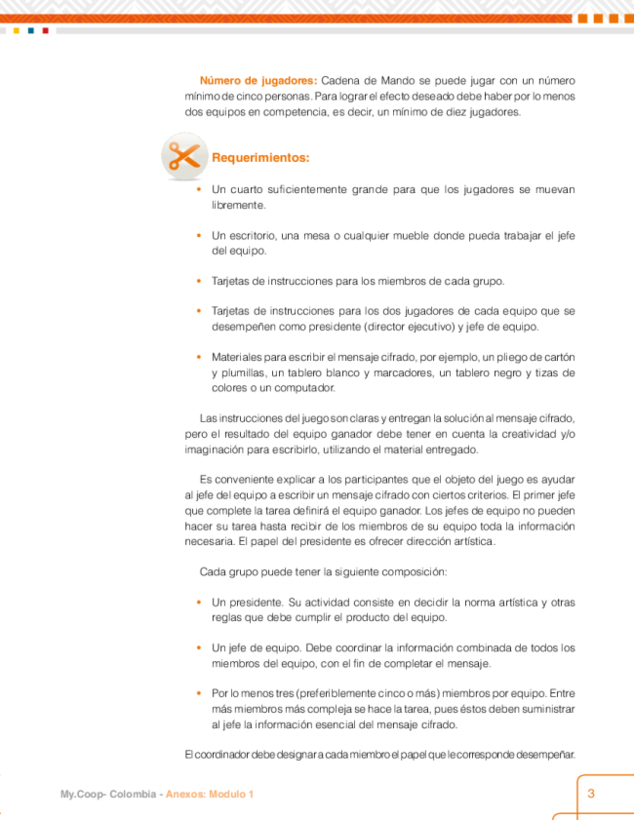 Número de jugadores: Cadena de Mando se puede jugar con un número
mínimo de cinco personas. Para lograr el efecto deseado debe haber por lo menos
dos equipos en competencia, es decir, un mínimo de diez jugadores.
Requerimientos:
• Un cuarto suficientemente grande para que los jugadores se muevan
libremente.
• Un escritorio, una mesa o cualquier mueble donde pueda trabajar el jefe
del equipo.
• Tarjetas de instrucciones para los miembros de cada grupo.
• Tarjetas de instrucciones para los dos jugadores de cada equipo que se
desempeñen como presidente (director ejecutivo) y jefe de equipo.
• Materiales para escribir el mensaje cifrado, por ejemplo, un pliego de cartón
y plumillas, un tablero blanco y marcadores, un tablero negro y tizas de
colores o un computador.
Las instrucciones del juego son claras y entregan la solución al mensaje cifrado,
pero el resultado del equipo ganador debe tener en cuenta la creatividad y/o
imaginación para escribirlo, utilizando el material entregado.
Es conveniente explicar a los participantes que el objeto del juego es ayudar
al jefe del equipo a escribir un mensaje cifrado con ciertos criterios. El primer jefe
que complete la tarea definirá el equipo ganador. Los jefes de equipo no pueden
hacer su tarea hasta recibir de los miembros de su equipo toda la información
necesaria. El papel del presidente es ofrecer dirección artística.
Cada grupo puede tener la siguiente composición:
• Un presidente. Su actividad consiste en decidir la norma artística y otras
reglas que debe cumplir el producto del equipo.
• Un jefe de equipo. Debe coordinar la información combinada de todos los
miembros del equipo, con el fin de completar el mensaje.
• Por lo menos tres (preferiblemente cinco o más) miembros por equipo. Entre
más miembros más compleja se hace la tarea, pues éstos deben suministrar
al jefe la información esencial del mensaje cifrado.
El coordinador debe designar a cada miembro el papel que le corresponde desempeñar.
My.Coop- Colombia - Anexos: Modulo 1
3